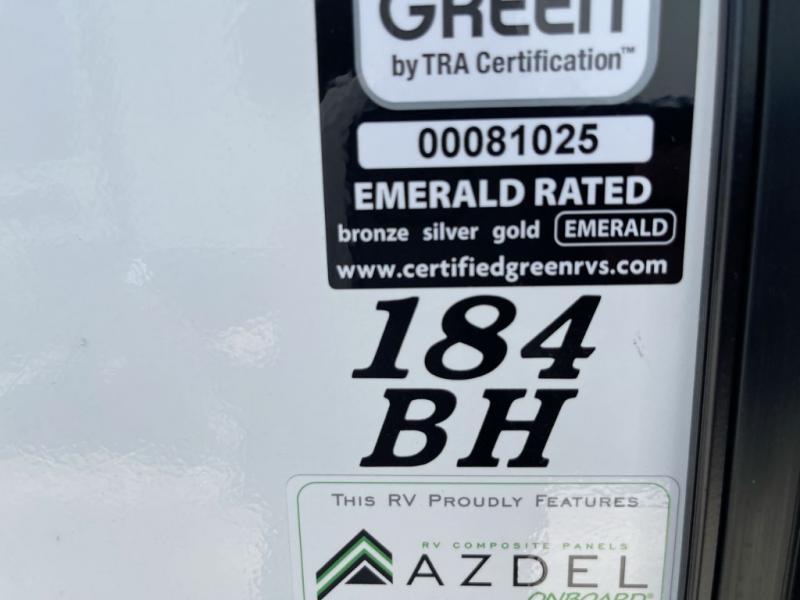 GREEN
by TRA Certification™
00081025
EMERALD RATED
bronze silver gold EMERALD
www.certifiedgreenrvs.com
184
BH
THIS RV PROUDLY FEATURES
RV COMPOSITE PANELS
AZDEL
ONBOARD®